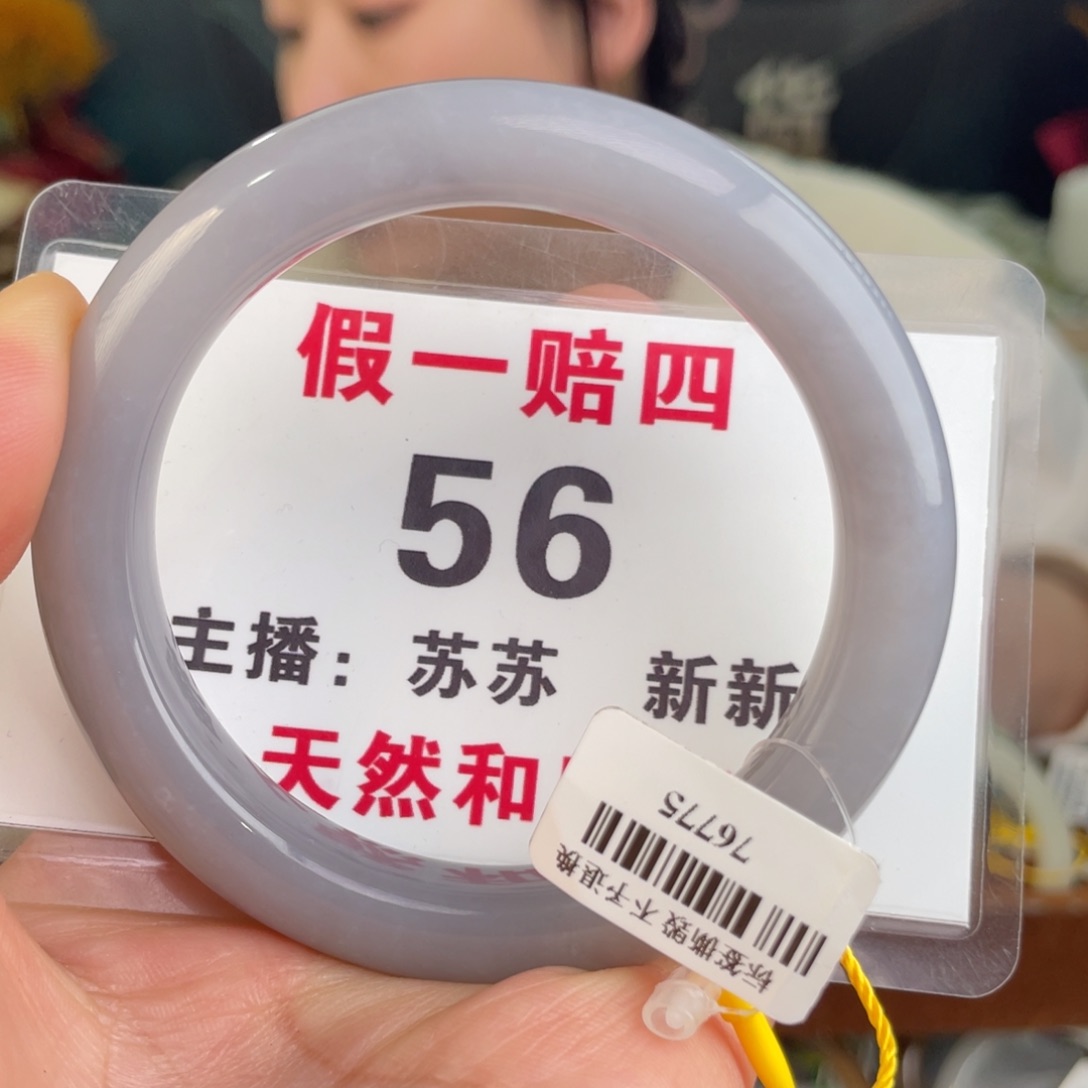 假一赔四
56
主播： 苏苏 新新
天然和
76775
标签撕毁不予退换